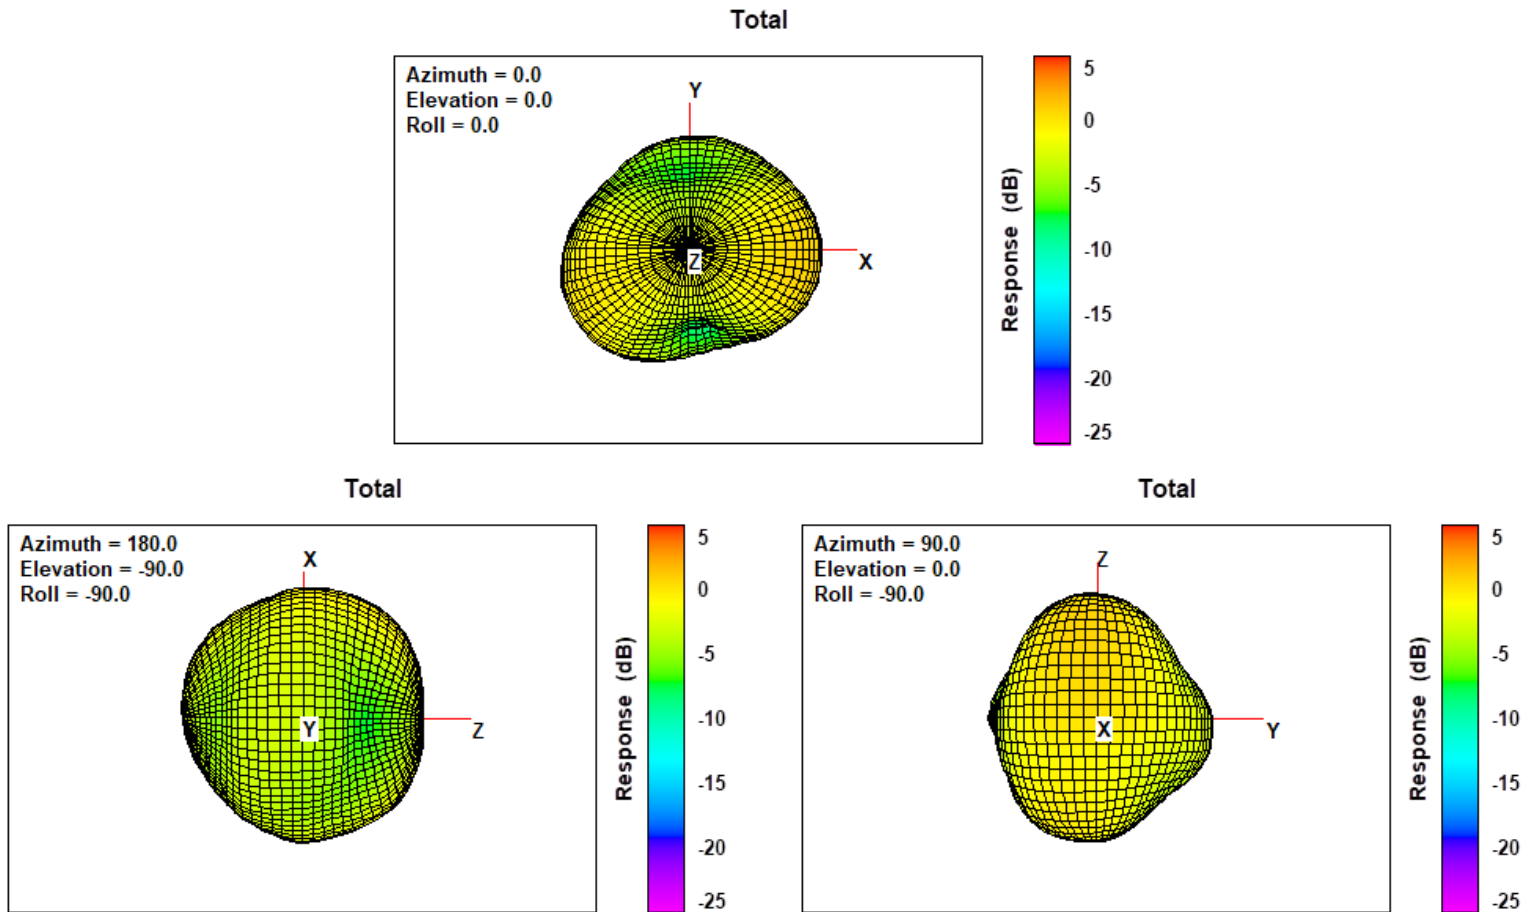 Total
Azimuth = 0.0
Elevation = 0.0
Roll = 0.0
Y
X
Z
Response (dB)
5
0
-5
-10
-15
-20
-25
Total
Azimuth = 180.0
Elevation = -90.0
Roll = -90.0
X
Y
Z
Response (dB)
5
0
-5
-10
-15
-20
-25
Total
Azimuth = 90.0
Elevation = 0.0
Roll = -90.0
Z
X
Y
Response (dB)
5
0
-5
-10
-15
-20
-25